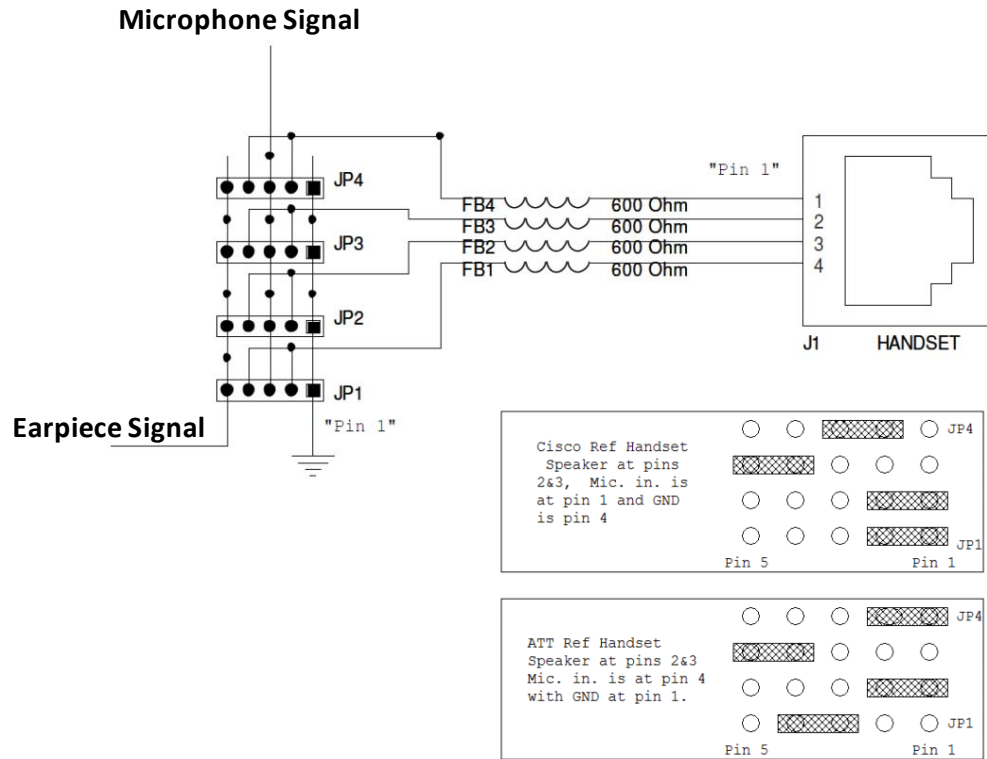 Microphone Signal
"Pin 1"
JP4
FB4 600 Ohm 1
FB3 600 Ohm 2
JP3
FB2 600 Ohm 3
FB1 600 Ohm 4
JP2
J1 HANDSET
JP1
Earpiece Signal
"Pin 1"
Cisco Ref Handset
Speaker at pins
2&3, Mic. in. is
at pin 1 and GND
is pin 4
JP4
JP1
Pin 5 Pin 1
ATT Ref Handset
Speaker at pins 2&3
Mic. in. is at pin 4
with GND at pin 1.
JP4
JP1
Pin 5 Pin 1